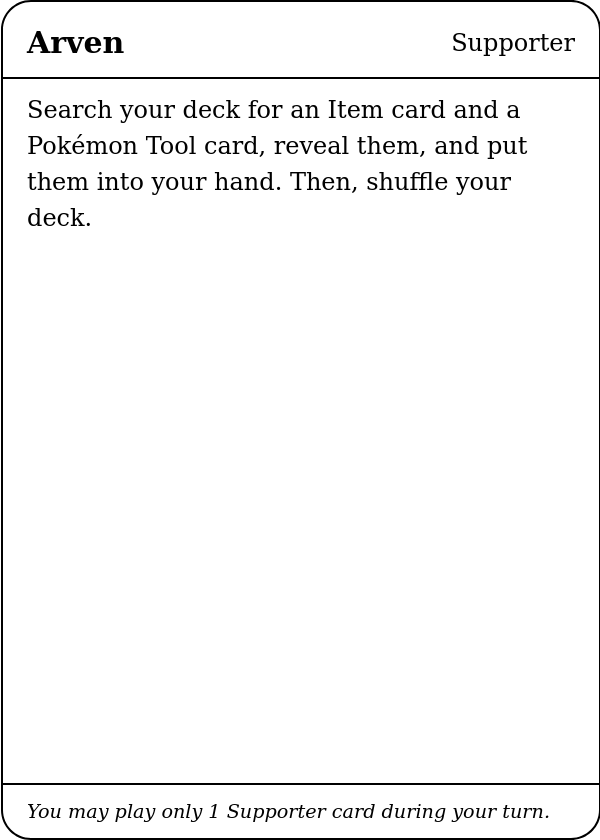 Arven
Supporter
Search your deck for an Item card and a
Pokémon Tool card, reveal them, and put
them into your hand. Then, shuffle your
deck.
You may play only 1 Supporter card during your turn.